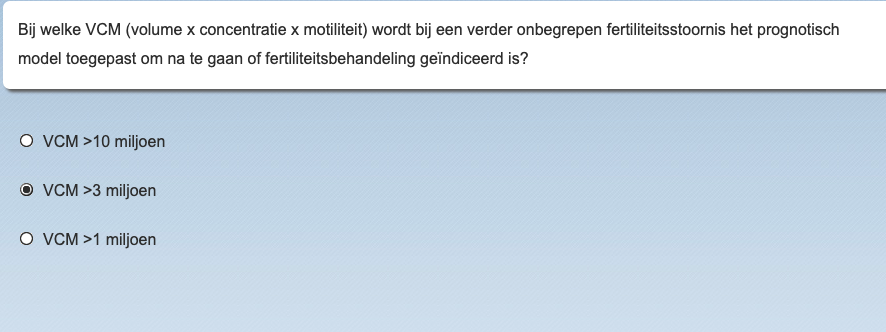 Bij welke VCM (volume x concentratie x motiliteit) wordt bij een verder onbegrepen fertiliteitsstoornis het prognotisch
model toegepast om na te gaan of fertiliteitsbehandeling geïndiceerd is?
VCM >10 miljoen
VCM >3 miljoen
VCM >1 miljoen